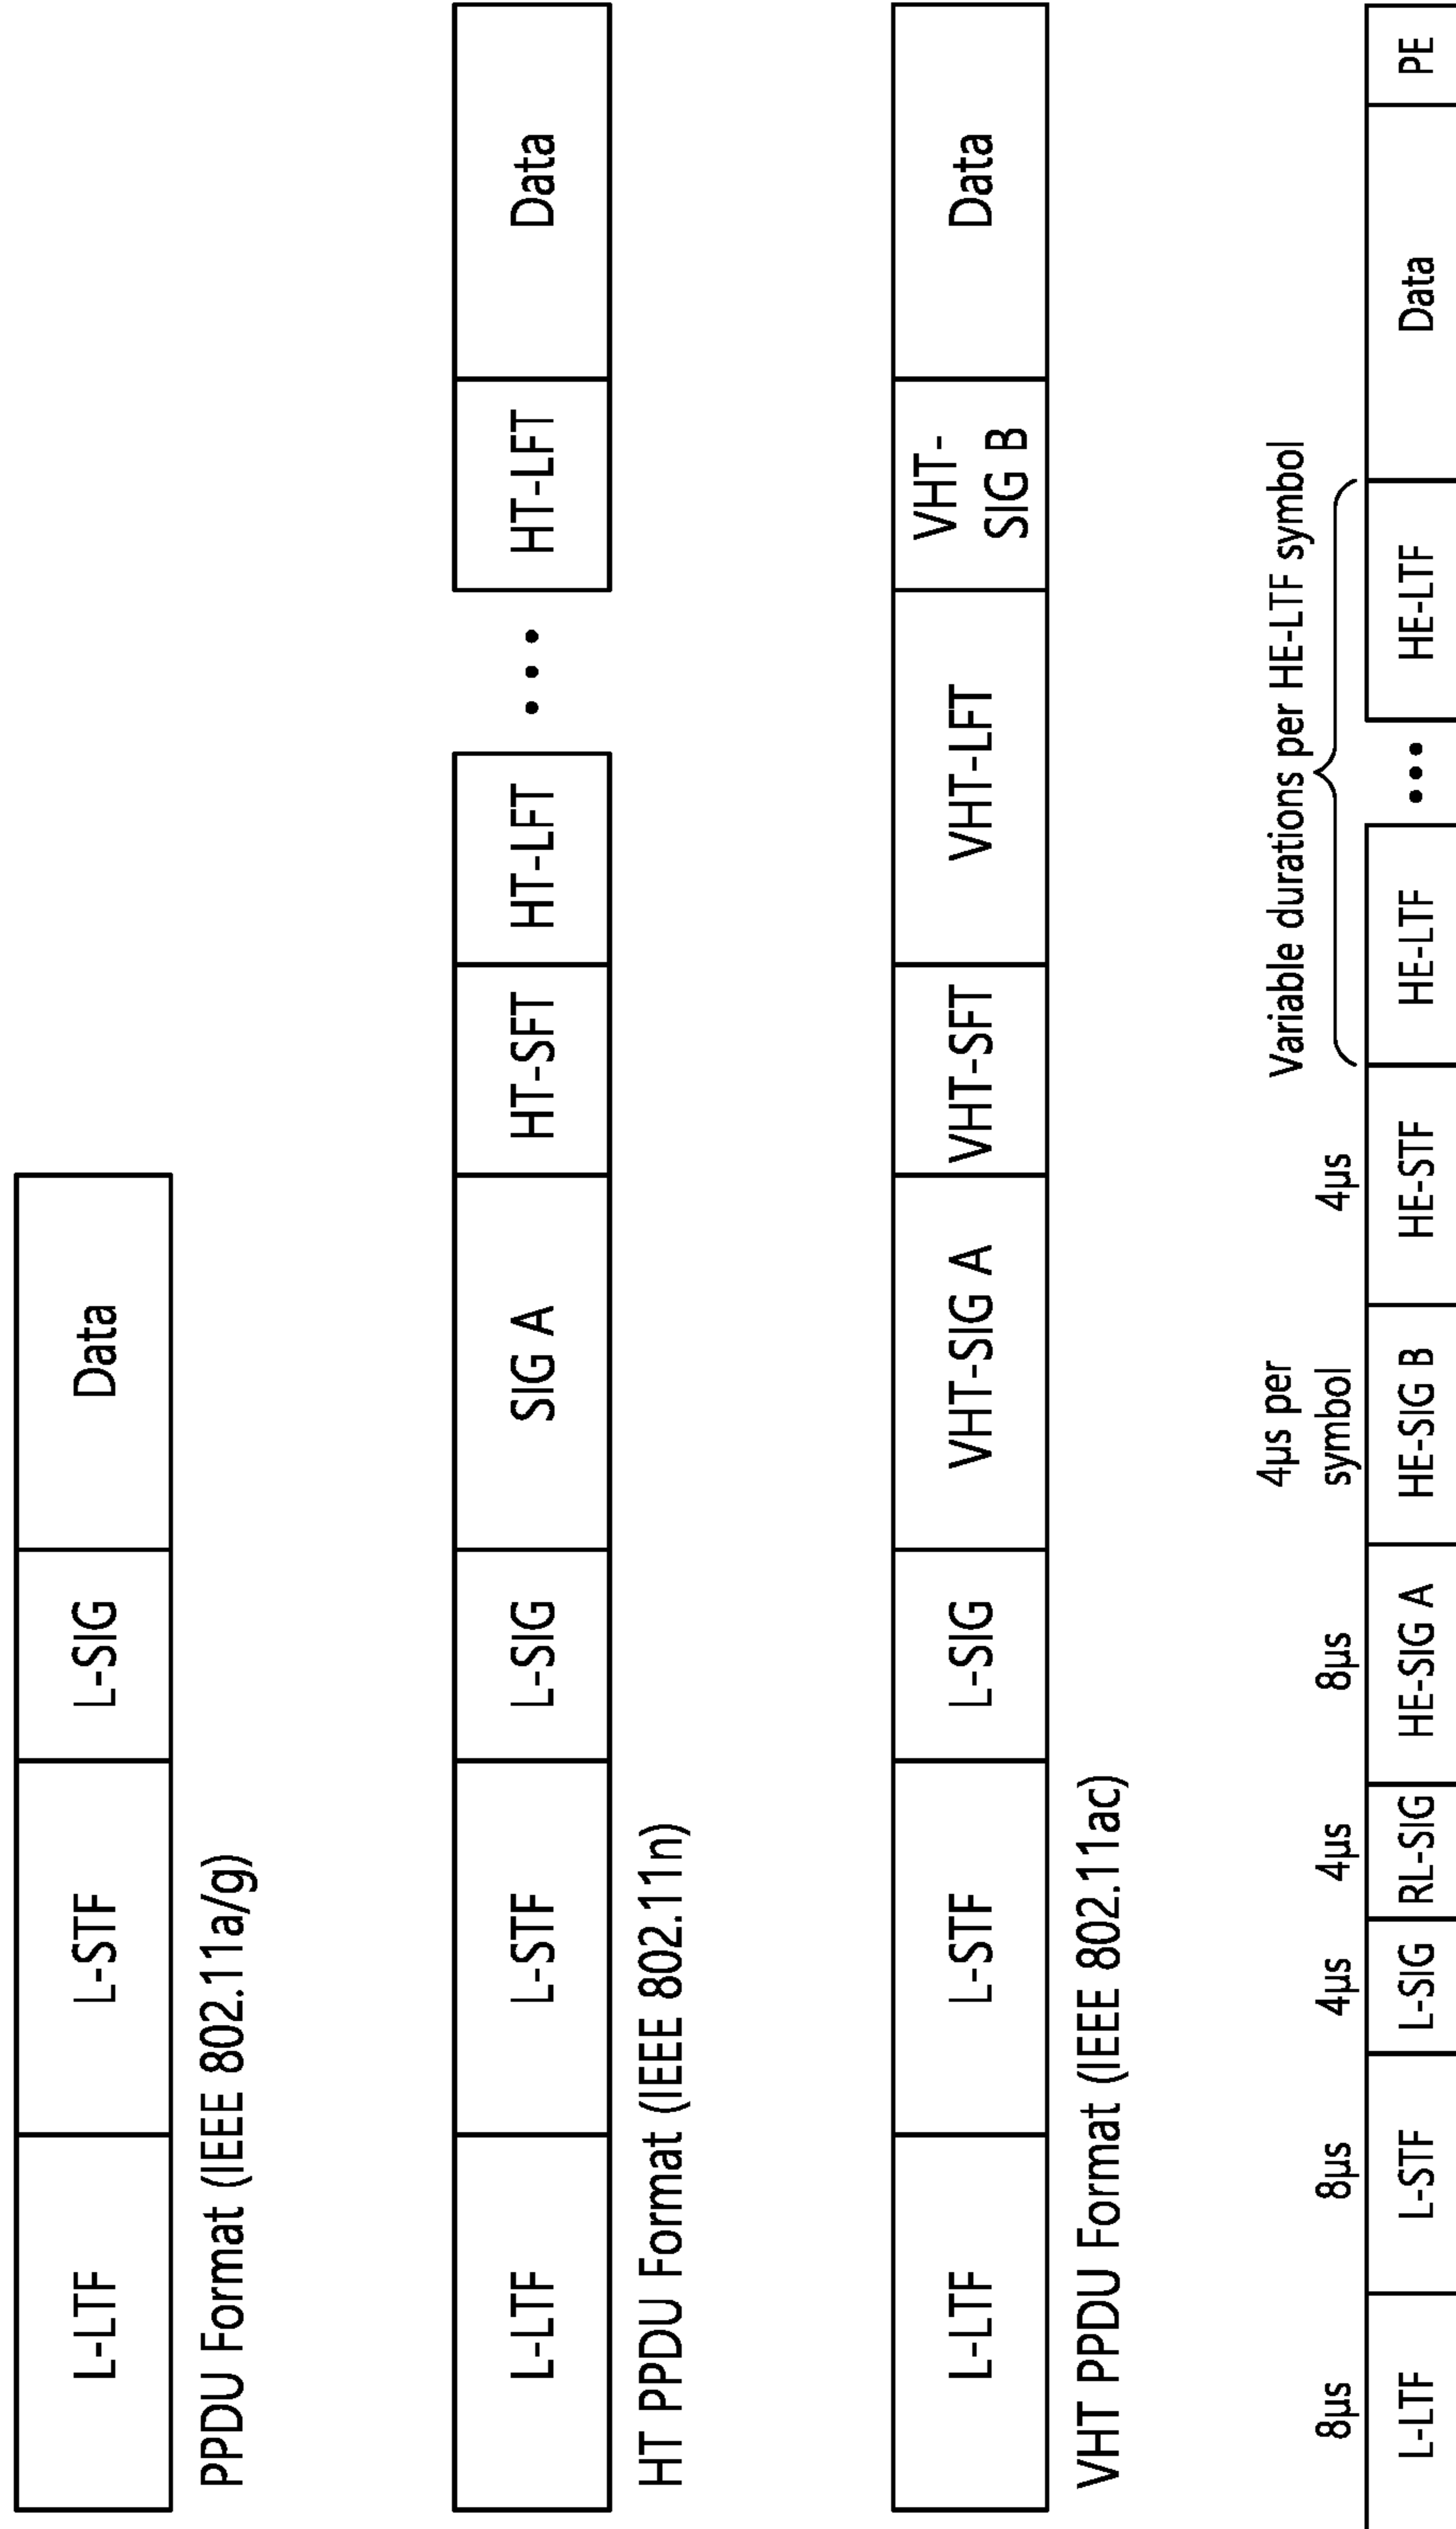 L-LTF
L-STF
L-SIG
Data
PPDU Format (IEEE 802.11a/g)
L-LTF
L-STF
L-SIG
SIG A
HT-SFT
HT-LFT
• • •
HT-LFT
Data
HT PPDU Format (IEEE 802.11n)
L-LTF
L-STF
L-SIG
VHT-SIG A
VHT-SFT
VHT-LFT
VHT-
SIG B
Data
VHT PPDU Format (IEEE 802.11ac)
8µs
8µs
4µs
4µs
8µs
4µs per
symbol
4µs
Variable durations per HE-LTF symbol
L-LTF
L-STF
L-SIG
RL-SIG
HE-SIG A
HE-SIG B
HE-STF
HE-LTF
• • •
HE-LTF
Data
PE